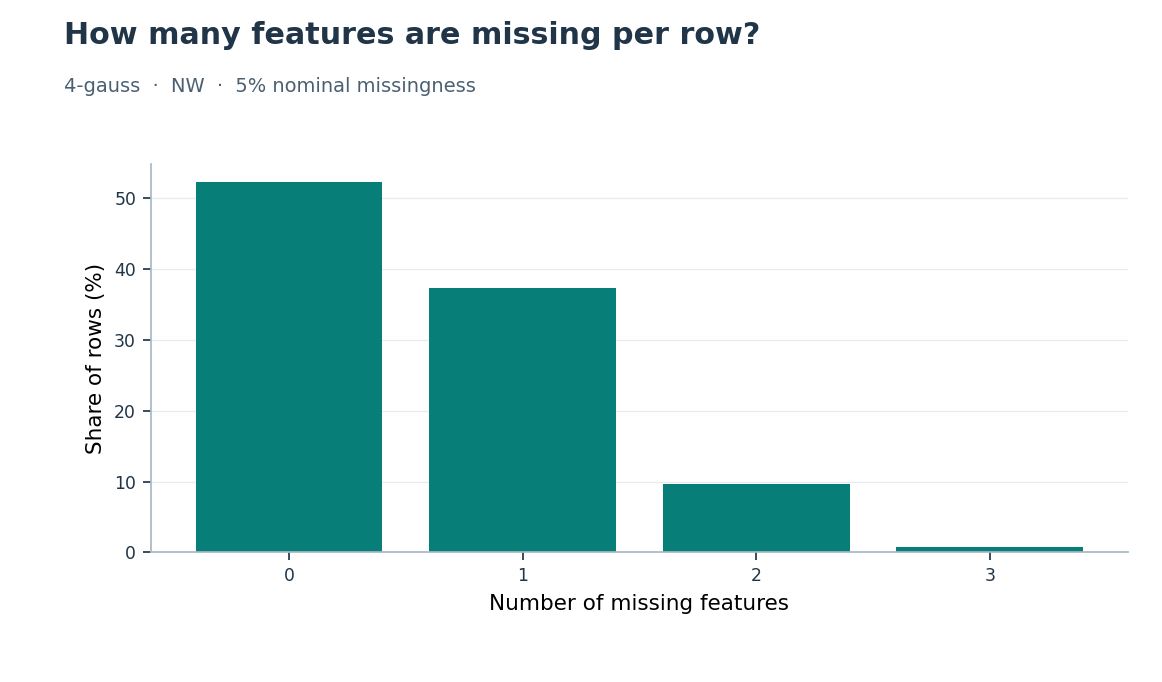 How many features are missing per row?
4-gauss · NW · 5% nominal missingness
Share of rows (%)
50
40
30
20
10
0
0 1 2 3
Number of missing features